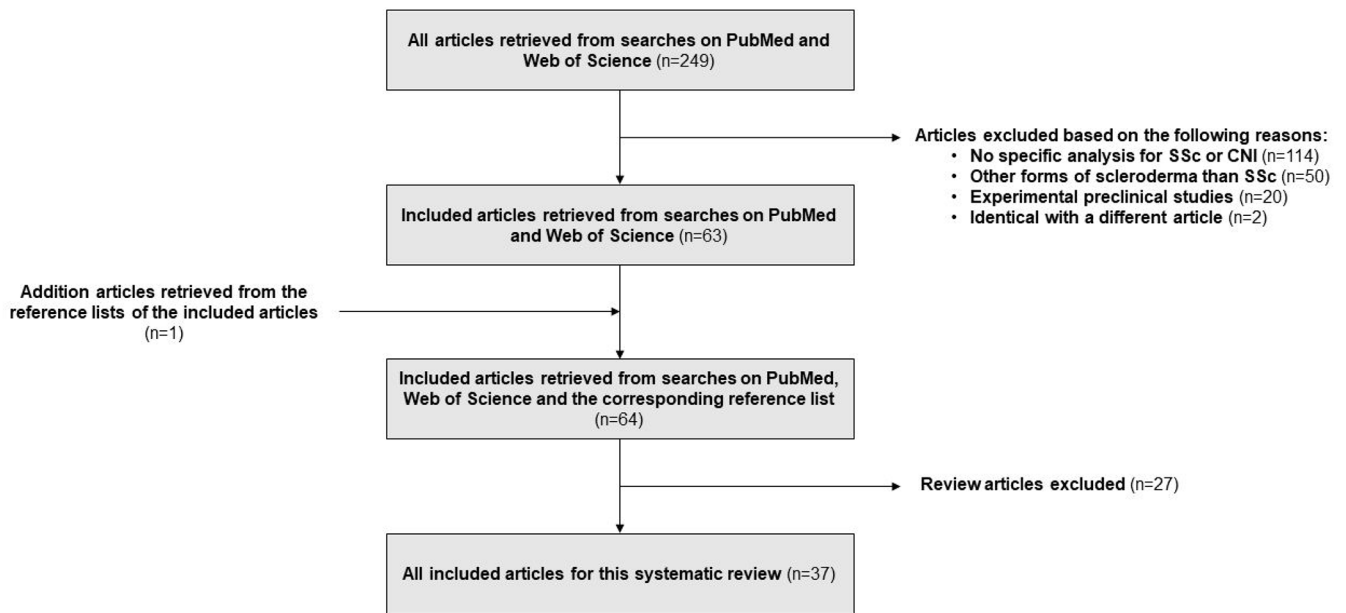 All articles retrieved from searches on PubMed and
Web of Science (n=249)
Articles excluded based on the following reasons:
• No specific analysis for SSc or CNI (n=114)
• Other forms of scleroderma than SSc (n=50)
• Experimental preclinical studies (n=20)
• Identical with a different article (n=2)
Included articles retrieved from searches on PubMed
and Web of Science (n=63)
Addition articles retrieved from the
reference lists of the included articles
(n=1)
Included articles retrieved from searches on PubMed,
Web of Science and the corresponding reference list
(n=64)
Review articles excluded (n=27)
All included articles for this systematic review (n=37)